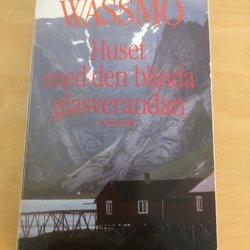 WASSMO
Huset
med den blinda
glasverandan